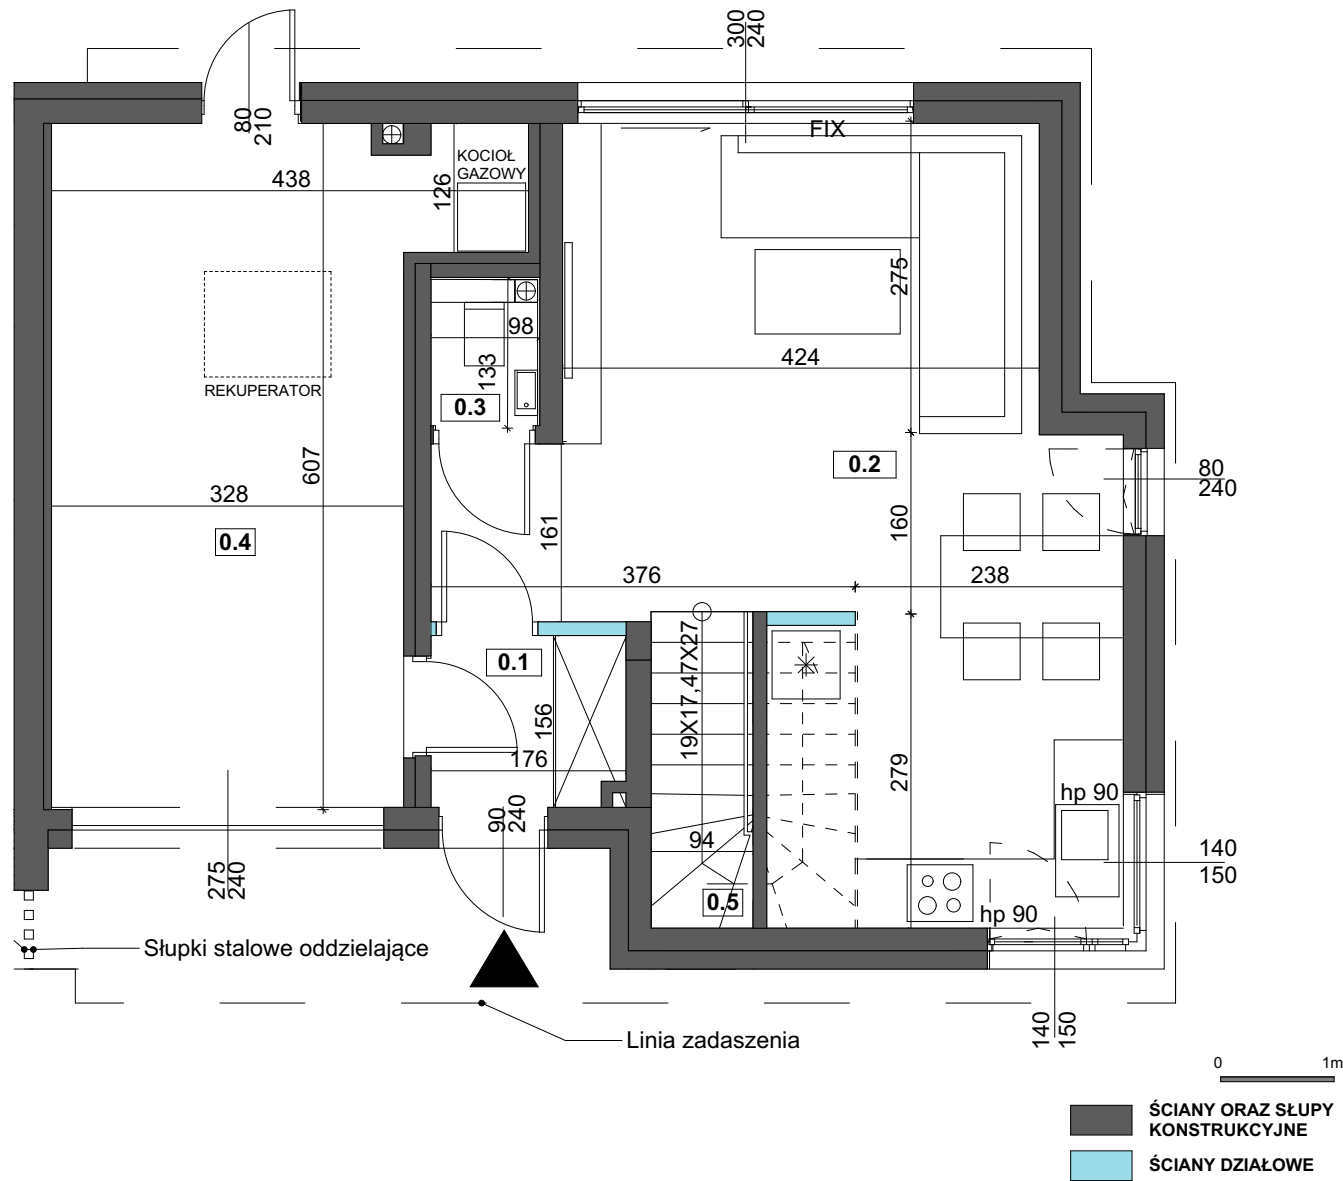 300
240
80
210
FIX
KOCIOŁ
GAZOWY
438
126
275
98
424
133
REKUPERATOR
0.3
607
0.2
80
240
328
161
160
0.4
376
238
0.1
19X17,47X27
156
176
279
hp 90
90
240
94
140
150
275
240
0.5
hp 90
Słupki stalowe oddzielające
140
150
Linia zadaszenia
0 1m
ŚCIANY ORAZ SŁUPY
KONSTRUKCYJNE
ŚCIANY DZIAŁOWE